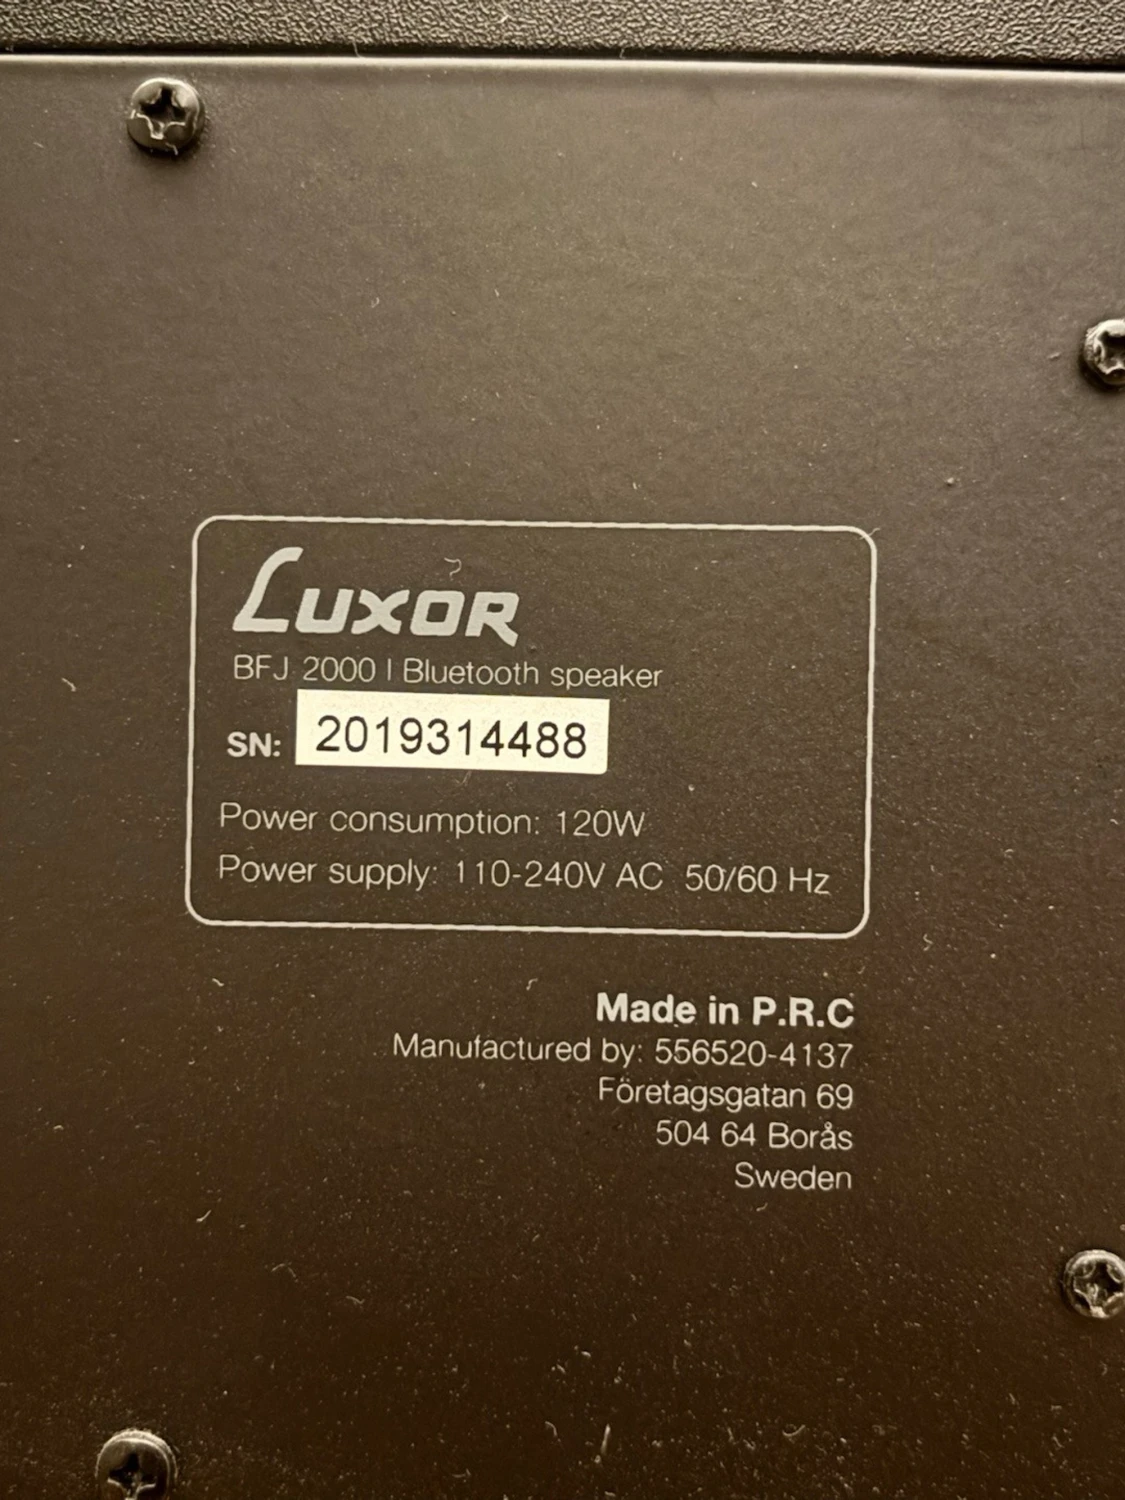 LUXOR
BFJ 2000 | Bluetooth speaker
SN: 2019314488
Power consumption: 120W
Power supply: 110-240V AC 50/60 Hz
Made in P.R.C
Manufactured by: 556520-4137
Företagsgatan 69
504 64 Borås
Sweden